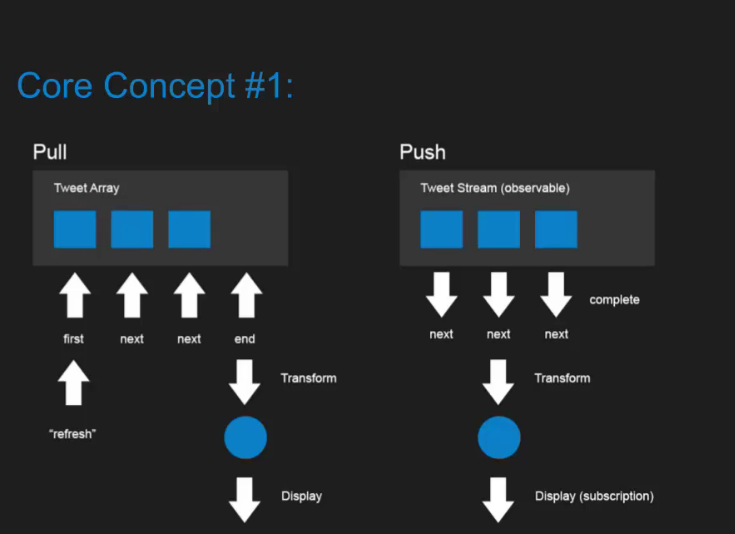 Core Concept #1:
Pull
Tweet Array
first next next end
Transform
"refresh"
Display
Push
Tweet Stream (observable)
complete
next next next
Transform
Display (subscription)